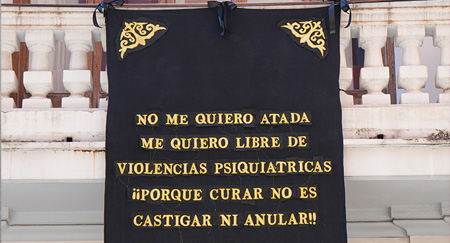 NO ME QUIERO ATADA
ME QUIERO LIBRE DE
VIOLENCIAS PSIQUIATRICAS
¡¡PORQUE CURAR NO ES
CASTIGAR NI ANULAR!!